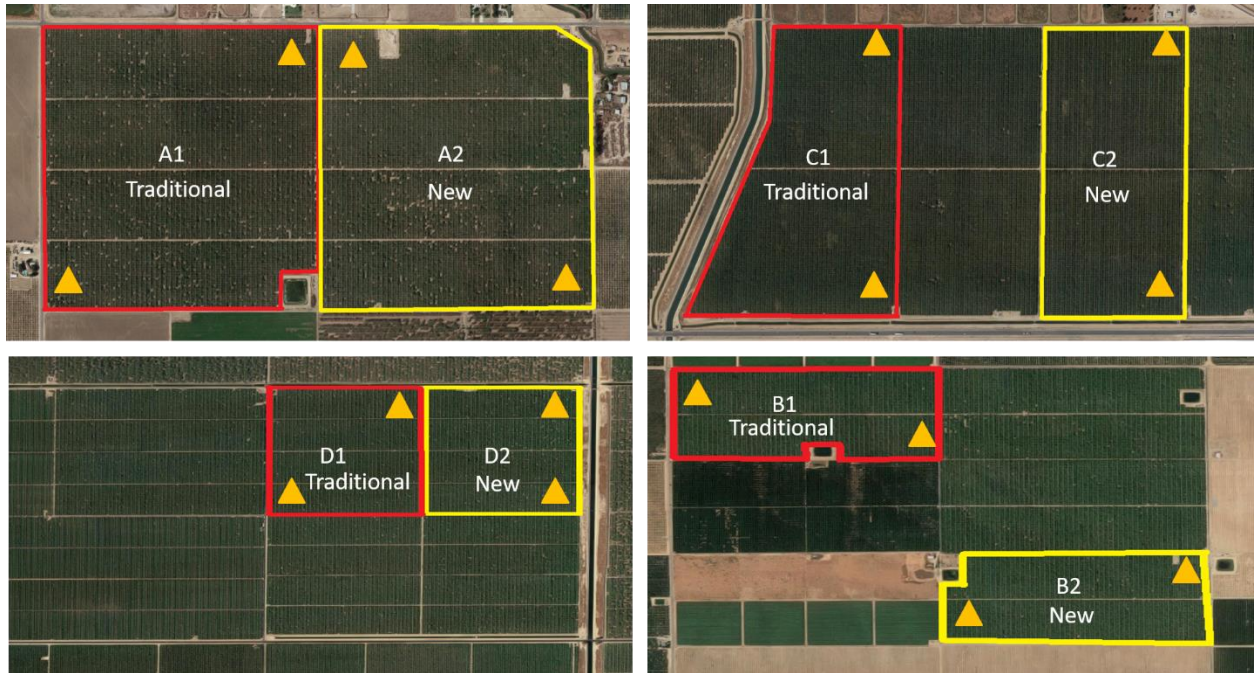 A1
Traditional
A2
New
C1
Traditional
C2
New
D1
Traditional
D2
New
B1
Traditional
B2
New